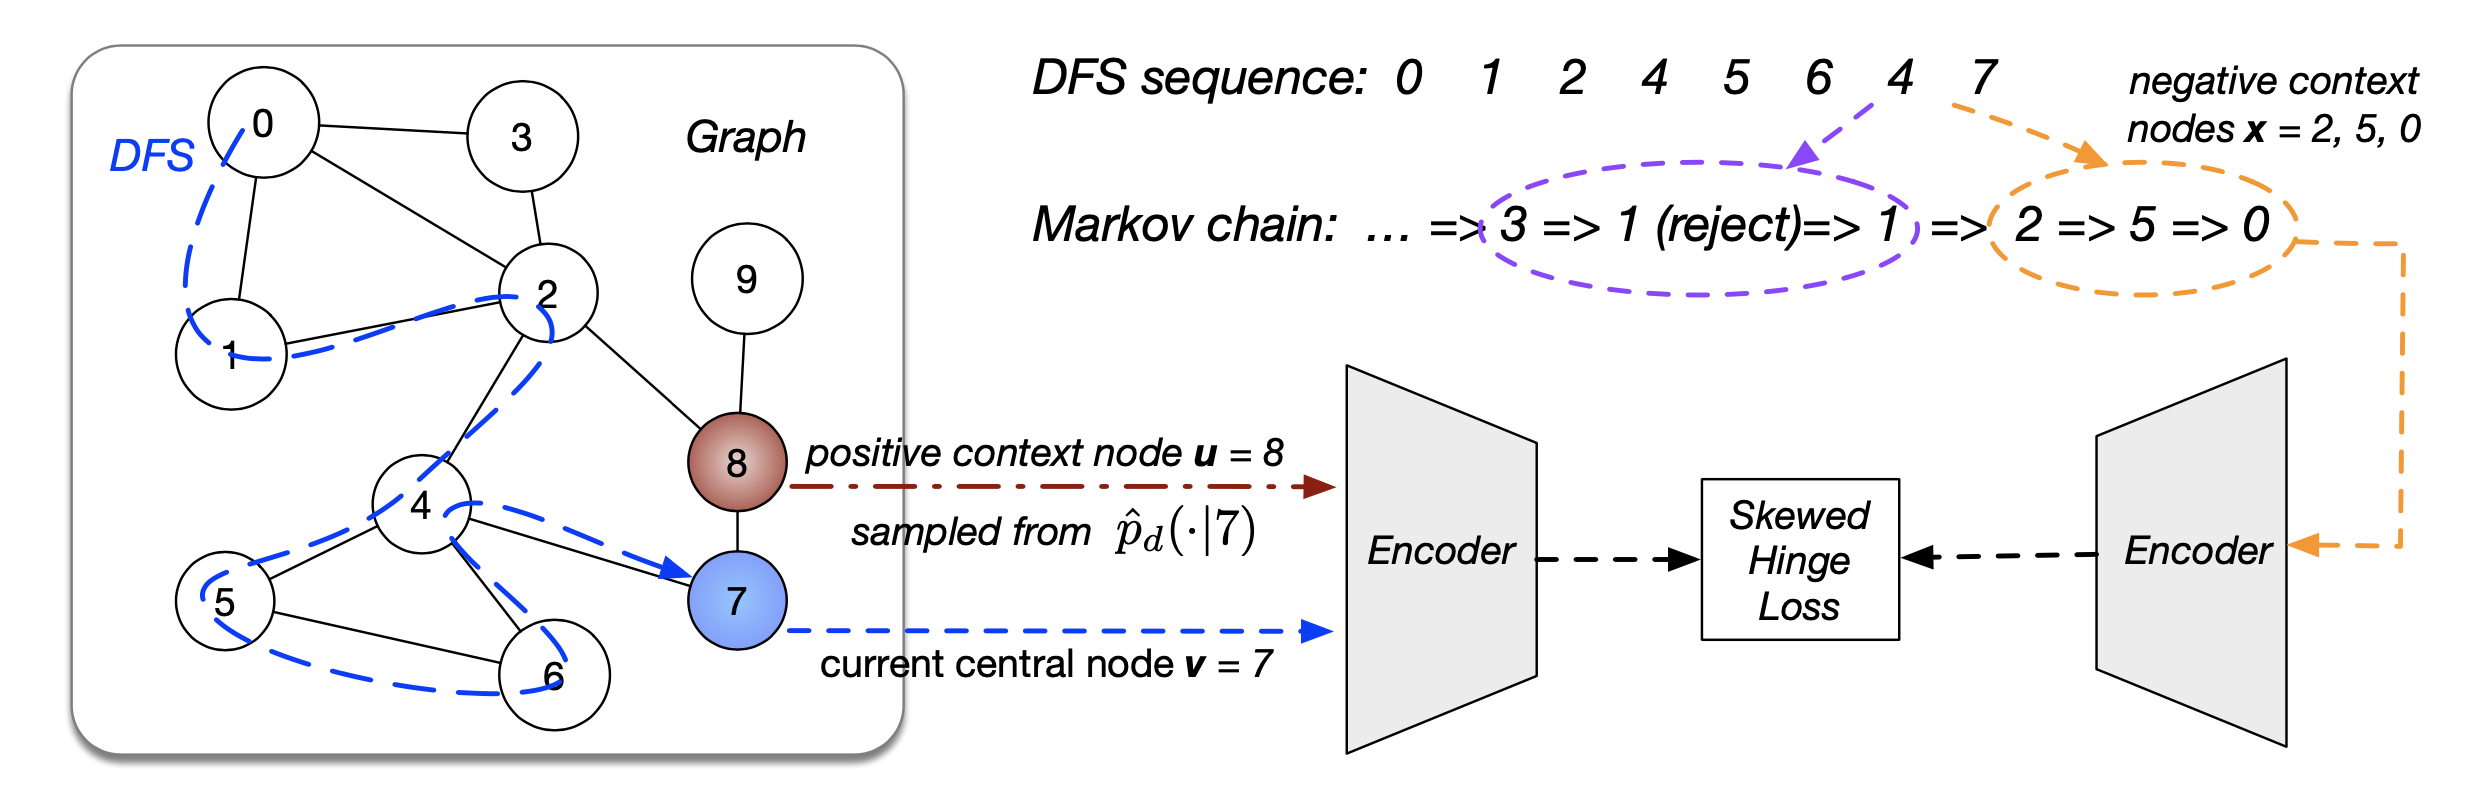 DFS sequence: 0 1 2 4 5 6 4 7
negative context
nodes x = 2, 5, 0
Markov chain: ... => 3 => 1 (reject)=> 1 => 2 => 5 => 0
Graph
DFS
0
3
2
9
1
8
4
7
5
6
positive context node u = 8
sampled from p̂_d(·|7)
current central node v = 7
Encoder
Skewed
Hinge
Loss
Encoder